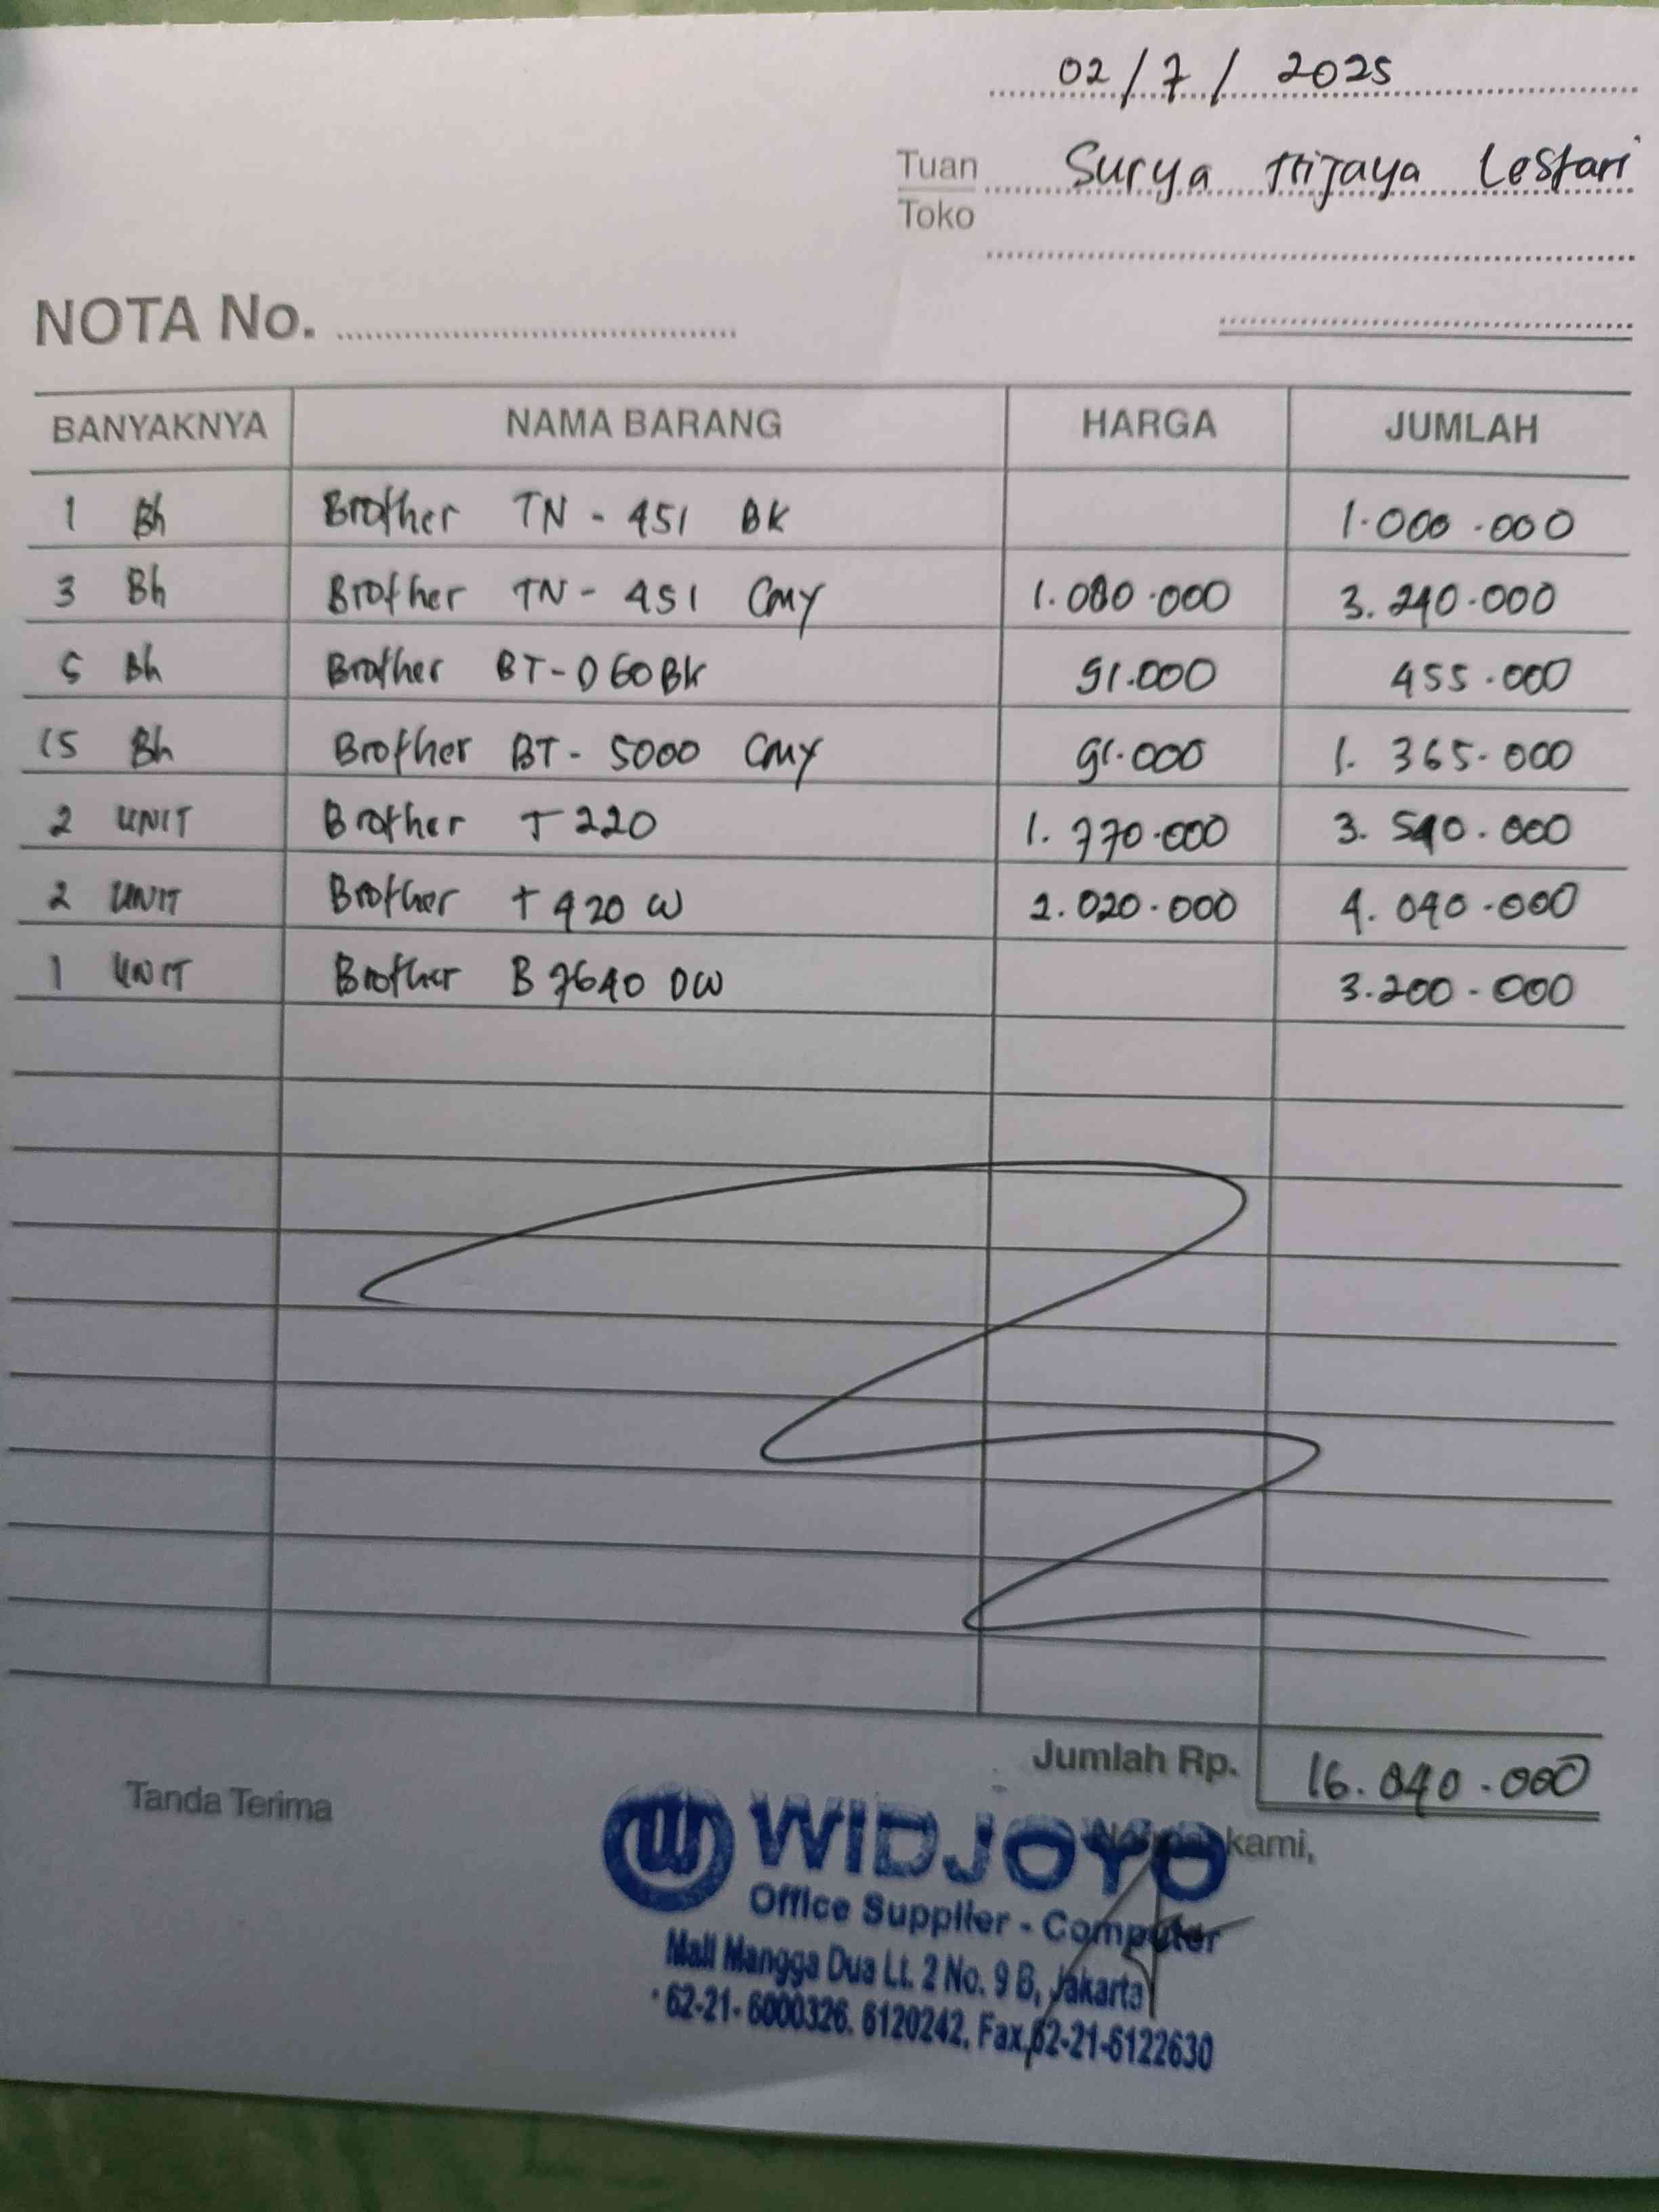 02/7/2025
Tuan Surya Trijaya Lestari
Toko
NOTA No.
BANYAKNYA NAMA BARANG HARGA JUMLAH
1 Bh Brother TN - 451 BK 1.000.000
3 Bh Brother TN - 451 CMY 1.080.000 3.240.000
5 Bh Brother BT-D60BK 91.000 455.000
15 Bh Brother BT- 5000 CMY 91.000 1.365.000
2 UNIT Brother T220 1.770.000 3.540.000
2 UNIT Brother T420 W 2.020.000 4.040.000
1 UNIT Brother B7640 DW 3.200.000
Jumlah Rp. 16.840.000
Tanda Terima
kami,
WIDJOYO
Office Supplier - Computer
Mall Mangga Dua Lt. 2 No. 9 B, Jakarta
62-21-6000326. 6120242, Fax,62-21-6122630